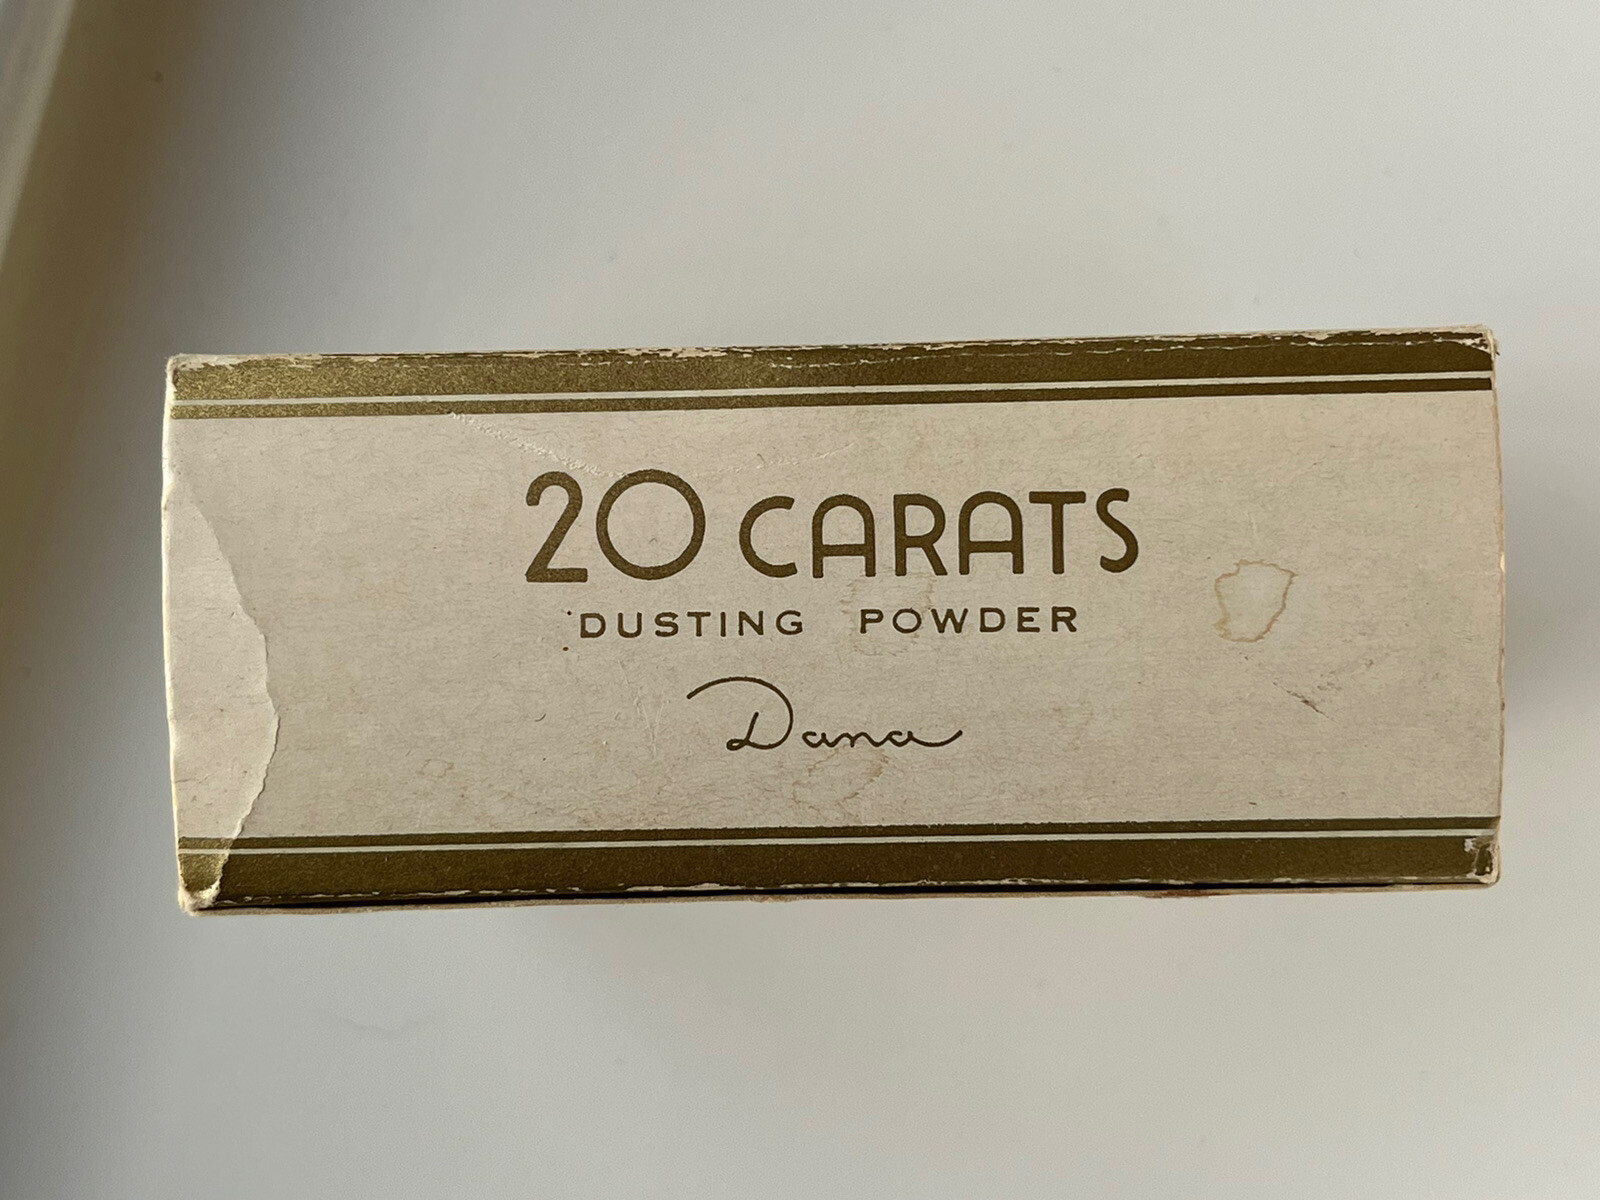 20 CARATS
DUSTING POWDER
Dana